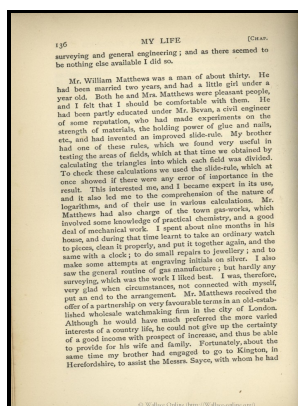 136 MY LIFE [CHAP.
surveying and general engineering; and as there seemed to
be nothing else available I did so.
Mr. William Matthews was a man of about thirty. He
had been married two years, and had a little girl under a
year old. Both he and Mrs. Matthews were pleasant people,
and I felt that I should be comfortable with them. He
had been partly educated under Mr. Bevan, a civil engineer
of some reputation, who had made experiments on the
strength of materials, the holding power of glue and nails,
etc., and had invented an improved slide-rule. My brother
had one of these rules, which we found very useful in
testing the areas of fields, which at that time we obtained by
calculating the triangles into which each field was divided.
To check these calculations we used the slide-rule, which at
once showed if there were any error of importance in the
result. This interested me, and I became expert in its use,
and it also led me to the comprehension of the nature of
logarithms, and of their use in various calculations. Mr.
Matthews had also charge of the town gas-works, which
involved some knowledge of practical chemistry, and a good
deal of mechanical work. I spent about nine months in his
house, and during that time learnt to take an ordinary watch
to pieces, clean it properly, and put it together again, and the
same with a clock; to do small repairs to jewellery; and to
make some attempts at engraving initials on silver. I also
saw the general routine of gas manufacture; but hardly any
surveying, which was the work I liked best. I was, therefore,
very glad when circumstances, not connected with myself,
put an end to the arrangement. Mr. Matthews received the
offer of a partnership on very favourable terms in an old-estab-
lished wholesale watchmaking firm in the city of London.
Although he would have much preferred the more varied
interests of a country life, he could not give up the certainty
of a good income with prospect of increase, and thus be able
to provide for his wife and family. Fortunately, about the
same time my brother had engaged to go to Kington, in
Herefordshire, to assist the Messrs. Sayce, with whom he had